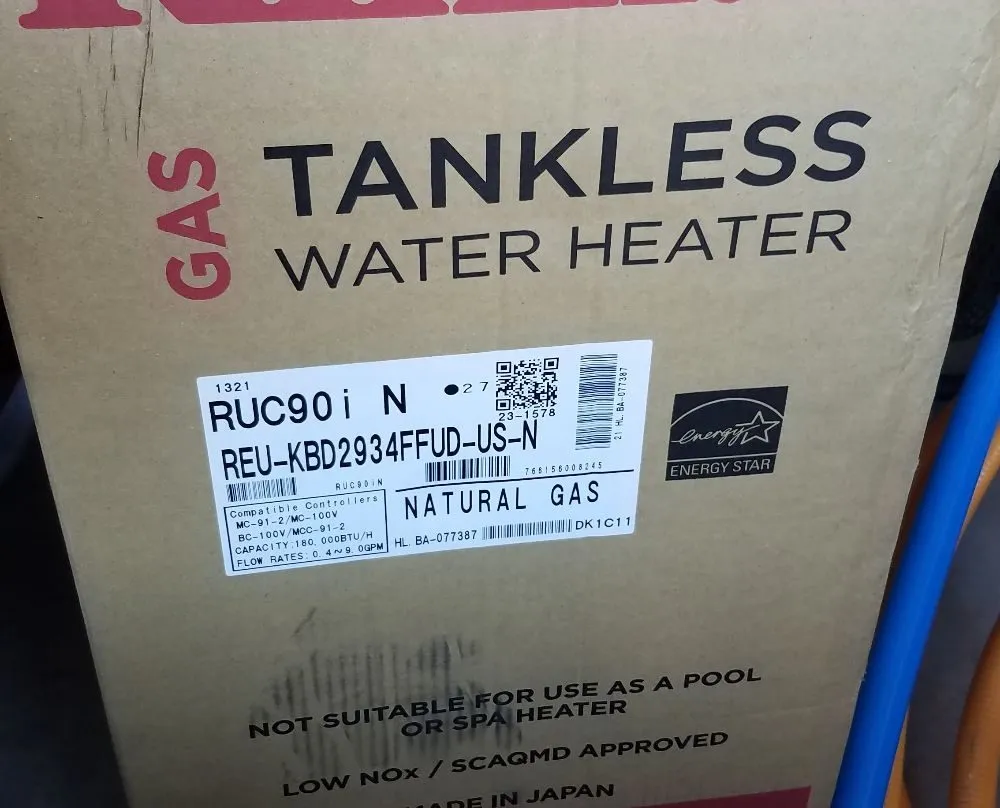 GAS
TANKLESS
WATER HEATER
1321
RUC90i N ●27
23-1578
REU-KBD2934FFUD-US-N
21 HL. BA-077387
766156008245
RUC90iN
Compatible Controllers
MC-91-2/MC-100V
BC-100V/MCC-91-2
CAPACITY:180,000BTU/H
FLOW RATES: 0.4~9.0GPM
NATURAL GAS
HL. BA-077387 DK1C11
energy
ENERGY STAR
NOT SUITABLE FOR USE AS A POOL
OR SPA HEATER
LOW NOx / SCAQMD APPROVED
MADE IN JAPAN